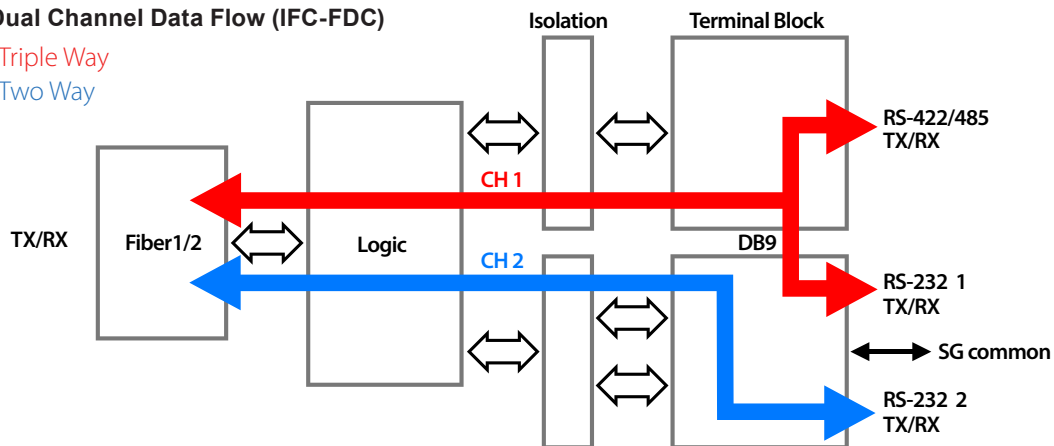 Dual Channel Data Flow (IFC-FDC)
Triple Way
Two Way
Isolation
Terminal Block
RS-422/485
TX/RX
CH 1
TX/RX
Fiber1/2
Logic
DB9
CH 2
RS-232 1
TX/RX
SG common
RS-232 2
TX/RX